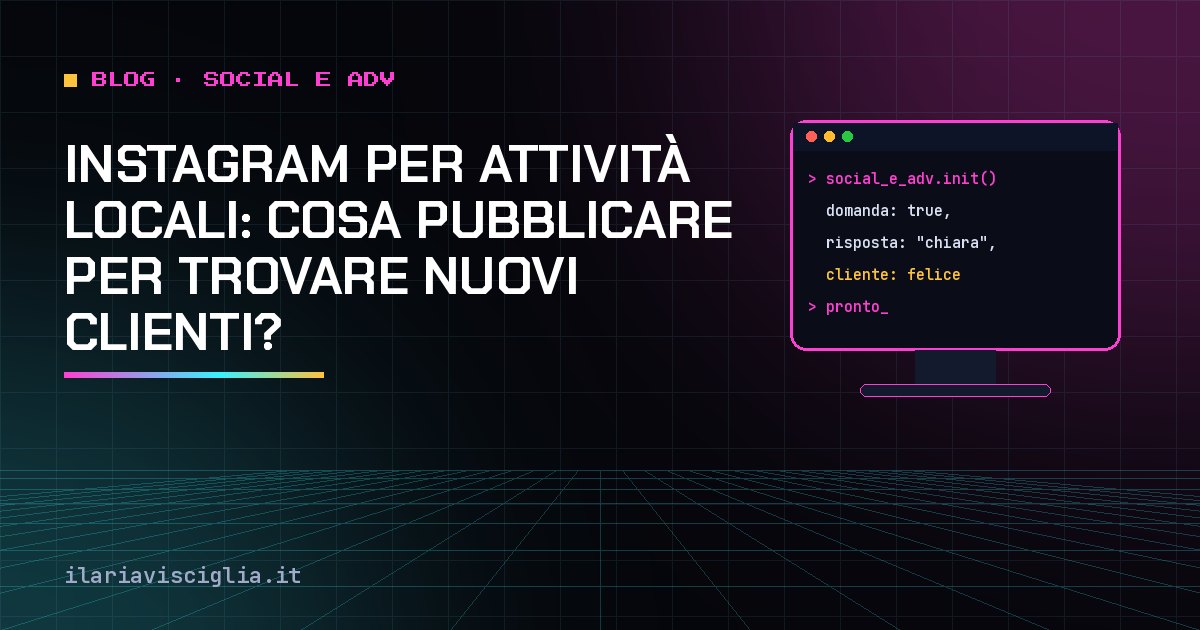 BLOG · SOCIAL E ADV
INSTAGRAM PER ATTIVITÀ
LOCALI: COSA PUBBLICARE
PER TROVARE NUOVI
CLIENTI?
> social_e_adv.init()
domanda: true,
risposta: "chiara",
cliente: felice
> pronto_
ilariavisciglia.it